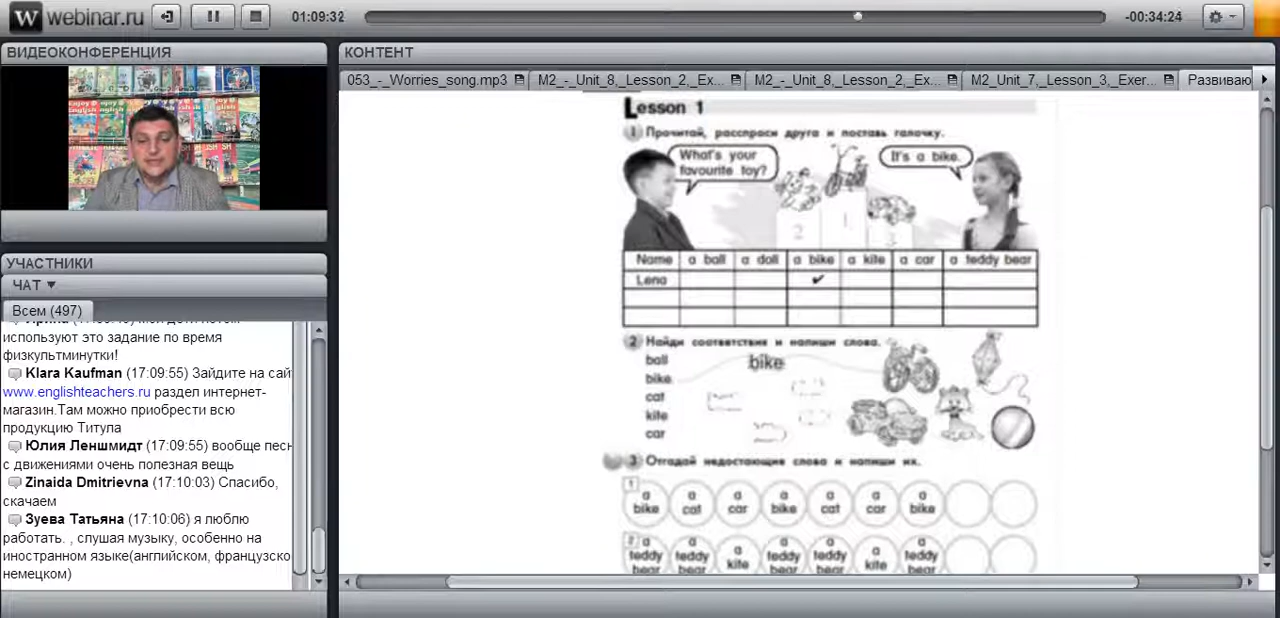 webinar.ru
01:09:32
-00:34:24
ВИДЕОКОНФЕРЕНЦИЯ
КОНТЕНТ
053_-_Worries_song.mp3
M2_-_Unit_8,_Lesson_2,_Ex...
M2_-_Unit_8,_Lesson_2,_Ex...
M2_Unit_7,_Lesson_3,_Exer...
Развиваю
УЧАСТНИКИ
ЧАТ
Всем (497)
используют это задание по время
физкультминутки!
Klara Kaufman (17:09:55) Зайдите на сай
www.englishteachers.ru раздел интернет-
магазин.Там можно приобрести всю
продукцию Титула
Юлия Леншмидт (17:09:55) вообще песн
с движениями очень полезная вещь
Zinaida Dmitrievna (17:10:03) Спасибо,
скачаем
Зуева Татьяна (17:10:06) я люблю
работать. , слушая музыку, особенно на
иностранном языке(английском, французско
немецком)
Lesson 1
1 Прочитай, расспроси друга и поставь галочку.
What's your
favourite toy?
It's a bike.
2 1 3
Name a ball a doll a bike a kite a car a teddy bear
Lena ✔
2 Найди соответствия и напиши слова.
ball
bike
cat
kite
car
bike
3 Отгадай недостающие слова и напиши их.
1
a bike a cat a car a bike a cat a car a bike
2
a teddy bear a teddy bear a kite a teddy bear a teddy bear a kite a teddy bear